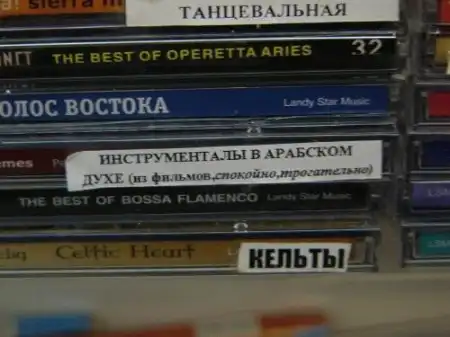 sierra m
ТАНЦЕВАЛЬНАЯ
THE BEST OF OPERETTA ARIES 32
ОЛОС ВОСТОКА Landy Star Music
emes
ИНСТРУМЕНТАЛЫ В АРАБСКОМ
ДУХЕ (из фильмов,спокойно,трогательно)
THE BEST OF BOSSA FLAMENCO Landy Star Music
Celtic Heart КЕЛЬТЫ